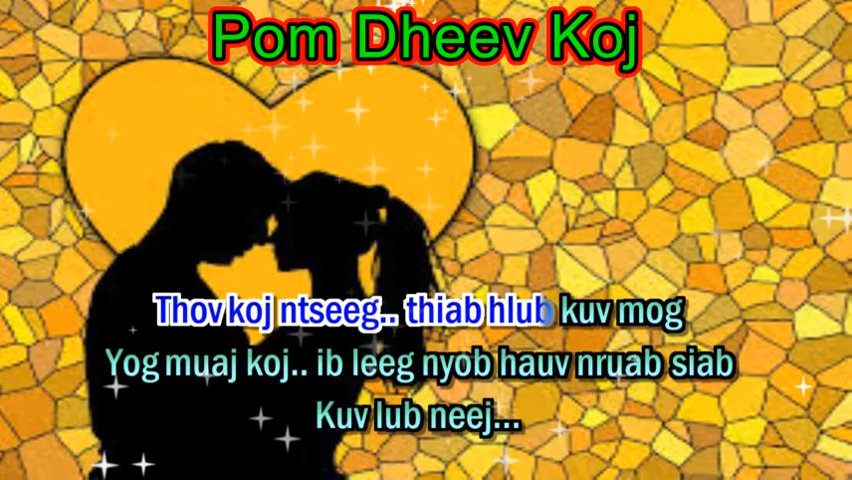 Pom Dheev Koj
Thov koj ntseeg.. thiab hlub kuv mog
Yog muaj koj.. ib leeg nyob hauv nruab siab
Kuv lub neej...